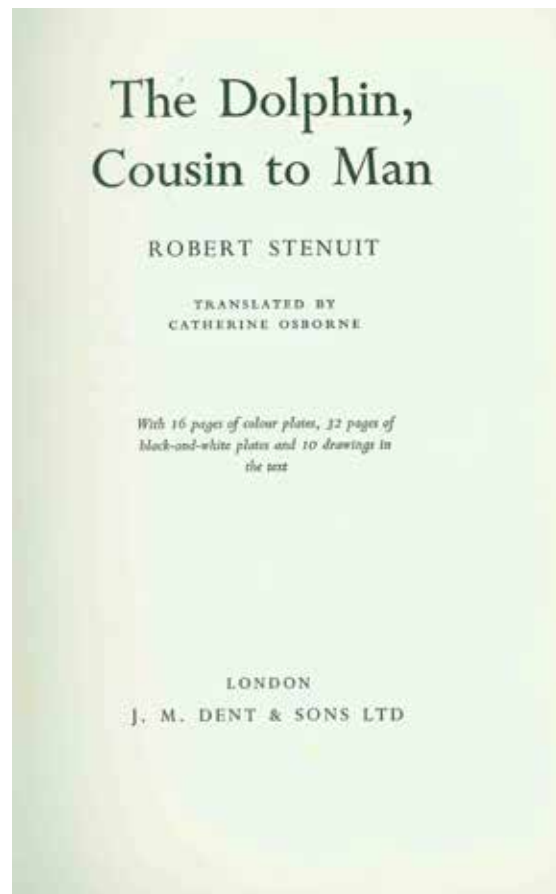 The Dolphin,
Cousin to Man
ROBERT STENUIT
TRANSLATED BY
CATHERINE OSBORNE
With 16 pages of colour plates, 32 pages of
black-and-white plates and 10 drawings in
the text
LONDON
J. M. DENT & SONS LTD